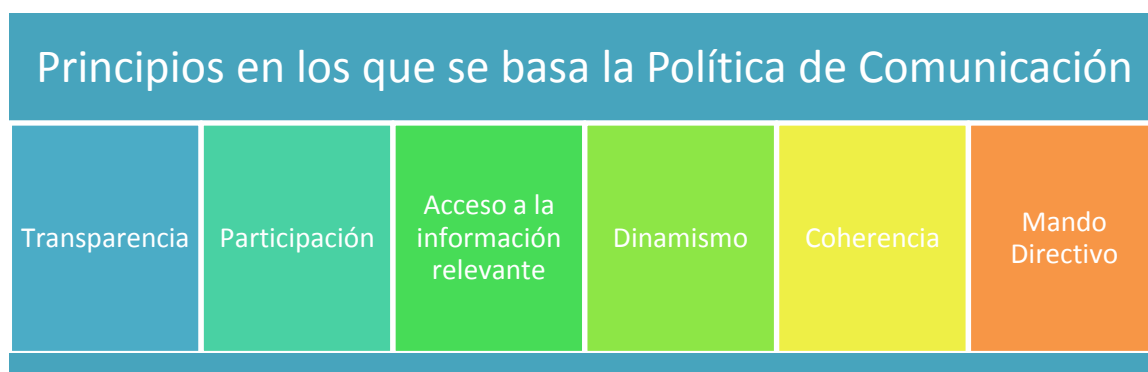 Principios en los que se basa la Política de Comunicación
Transparencia
Participación
Acceso a la
información
relevante
Dinamismo
Coherencia
Mando
Directivo